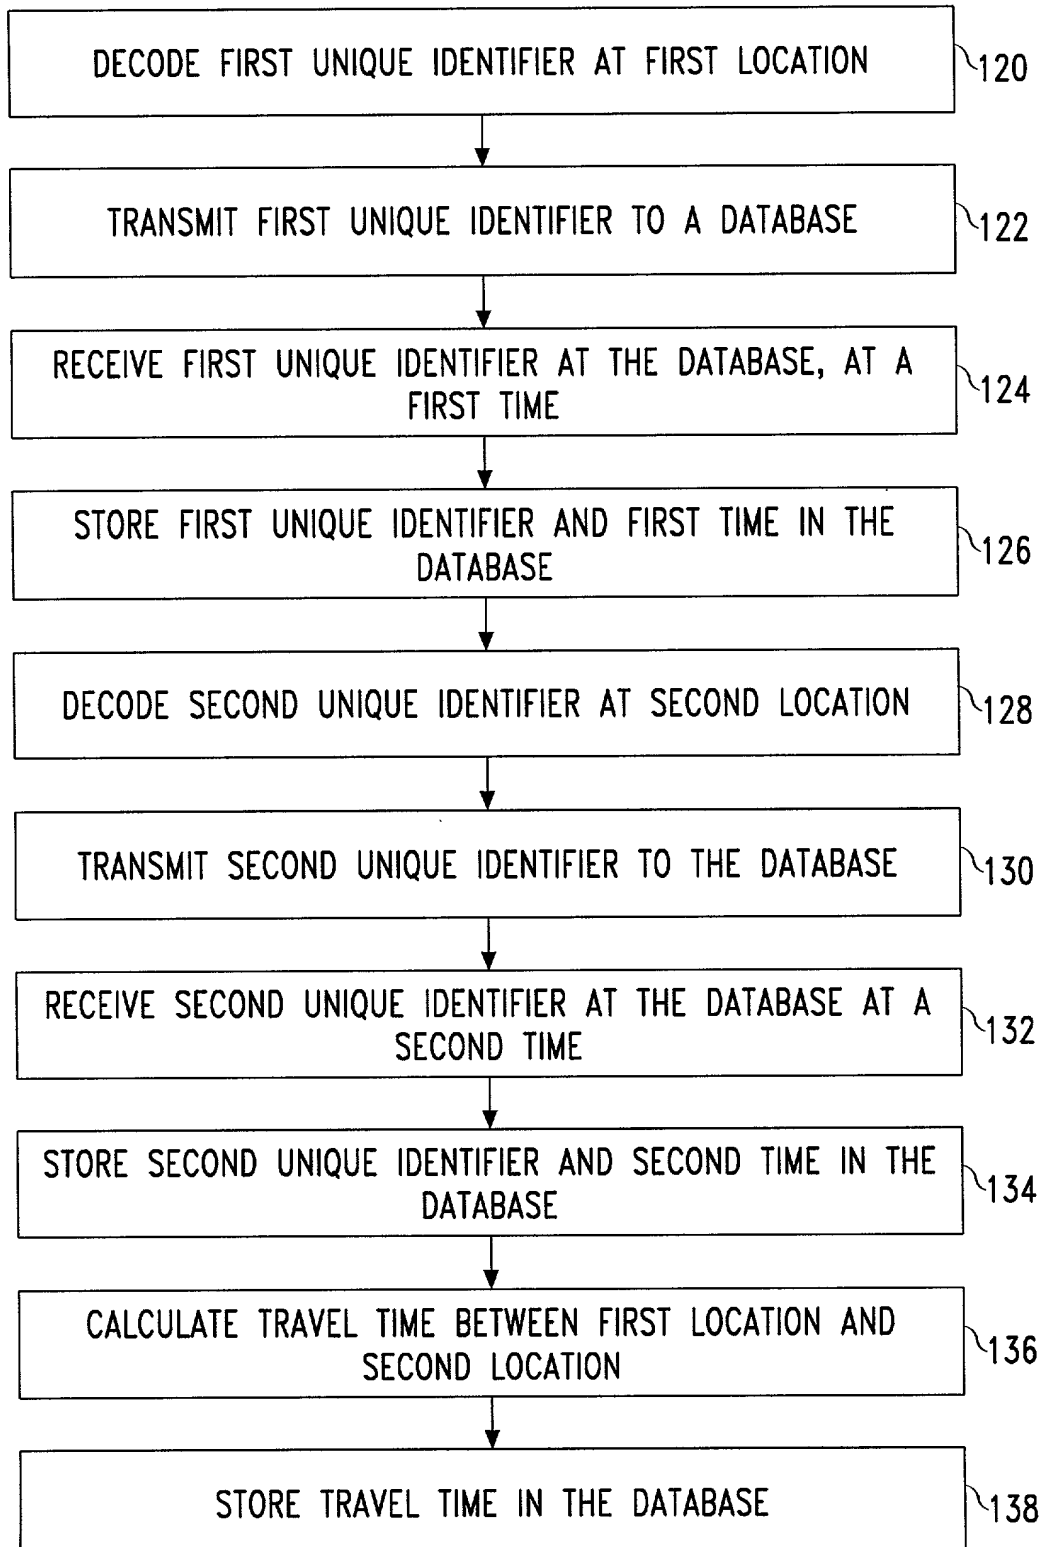 DECODE FIRST UNIQUE IDENTIFIER AT FIRST LOCATION
120
TRANSMIT FIRST UNIQUE IDENTIFIER TO A DATABASE
122
RECEIVE FIRST UNIQUE IDENTIFIER AT THE DATABASE, AT A
FIRST TIME
124
STORE FIRST UNIQUE IDENTIFIER AND FIRST TIME IN THE
DATABASE
126
DECODE SECOND UNIQUE IDENTIFIER AT SECOND LOCATION
128
TRANSMIT SECOND UNIQUE IDENTIFIER TO THE DATABASE
130
RECEIVE SECOND UNIQUE IDENTIFIER AT THE DATABASE AT A
SECOND TIME
132
STORE SECOND UNIQUE IDENTIFIER AND SECOND TIME IN THE
DATABASE
134
CALCULATE TRAVEL TIME BETWEEN FIRST LOCATION AND
SECOND LOCATION
136
STORE TRAVEL TIME IN THE DATABASE
138